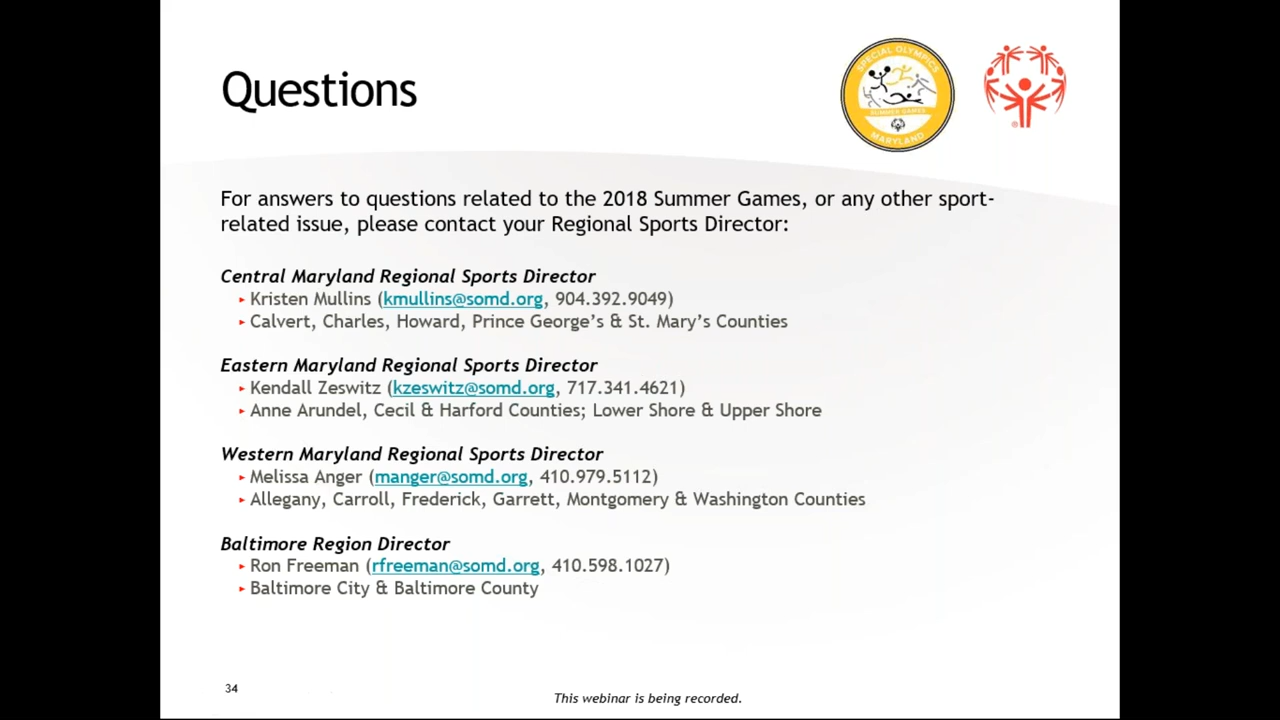 Questions
SPECIAL OLYMPICS
SUMMER GAMES
MARYLAND
®
For answers to questions related to the 2018 Summer Games, or any other sport-
related issue, please contact your Regional Sports Director:
Central Maryland Regional Sports Director
▸ Kristen Mullins (kmullins@somd.org, 904.392.9049)
▸ Calvert, Charles, Howard, Prince George’s & St. Mary’s Counties
Eastern Maryland Regional Sports Director
▸ Kendall Zeswitz (kzeswitz@somd.org, 717.341.4621)
▸ Anne Arundel, Cecil & Harford Counties; Lower Shore & Upper Shore
Western Maryland Regional Sports Director
▸ Melissa Anger (manger@somd.org, 410.979.5112)
▸ Allegany, Carroll, Frederick, Garrett, Montgomery & Washington Counties
Baltimore Region Director
▸ Ron Freeman (rfreeman@somd.org, 410.598.1027)
▸ Baltimore City & Baltimore County
34
This webinar is being recorded.